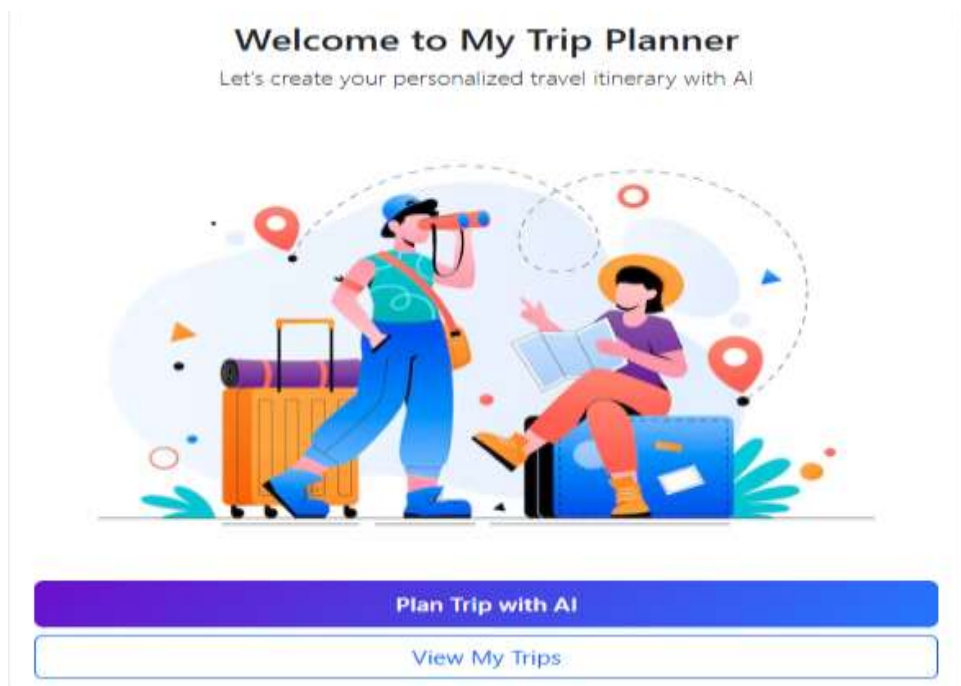 Welcome to My Trip Planner
Let's create your personalized travel itinerary with AI
Plan Trip with AI
View My Trips